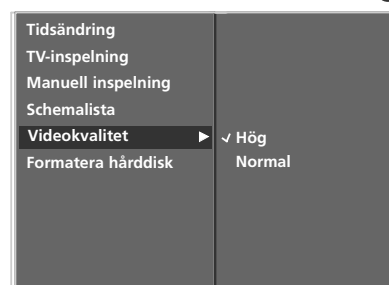 Tidsändring
TV-inspelning
Manuell inspelning
Schemalista
Videokvalitet
Formatera hårddisk
✓ Hög
Normal